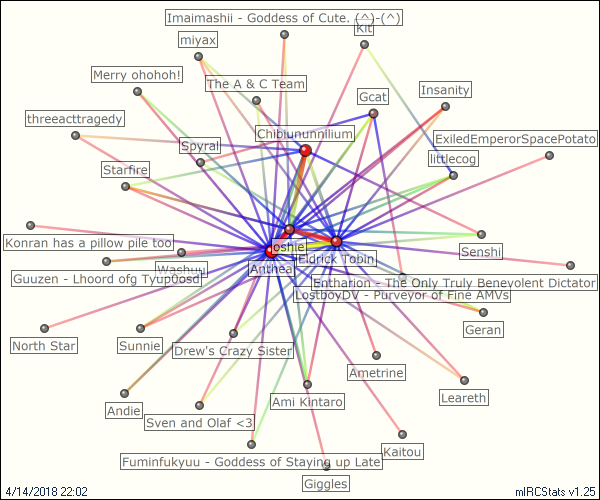 Imaimashii - Goddess of Cute. (^)-(^)
Kit
miyax
Merry ohohoh!
The A & C Team
Insanity
Gcat
threeacttragedy
Chibiununnilium
ExiledEmperorSpacePotato
Spyral
littlecog
Starfire
Konran has a pillow pile too
oshie
Senshi
Eldrick Tobin
Washuu
Anthea
Guuzen - Lhoord ofg Tyup0osd
Entharion - The Only Truly Benevolent Dictator
LostboyDV - Purveyor of Fine AMVs
Geran
North Star
Sunnie
Drew's Crazy Sister
Ametrine
Leareth
Andie
Ami Kintaro
Sven and Olaf <3
Kaitou
Fuminfukyuu - Goddess of Staying up Late
Giggles
4/14/2018 22:02
mIRCStats v1.25